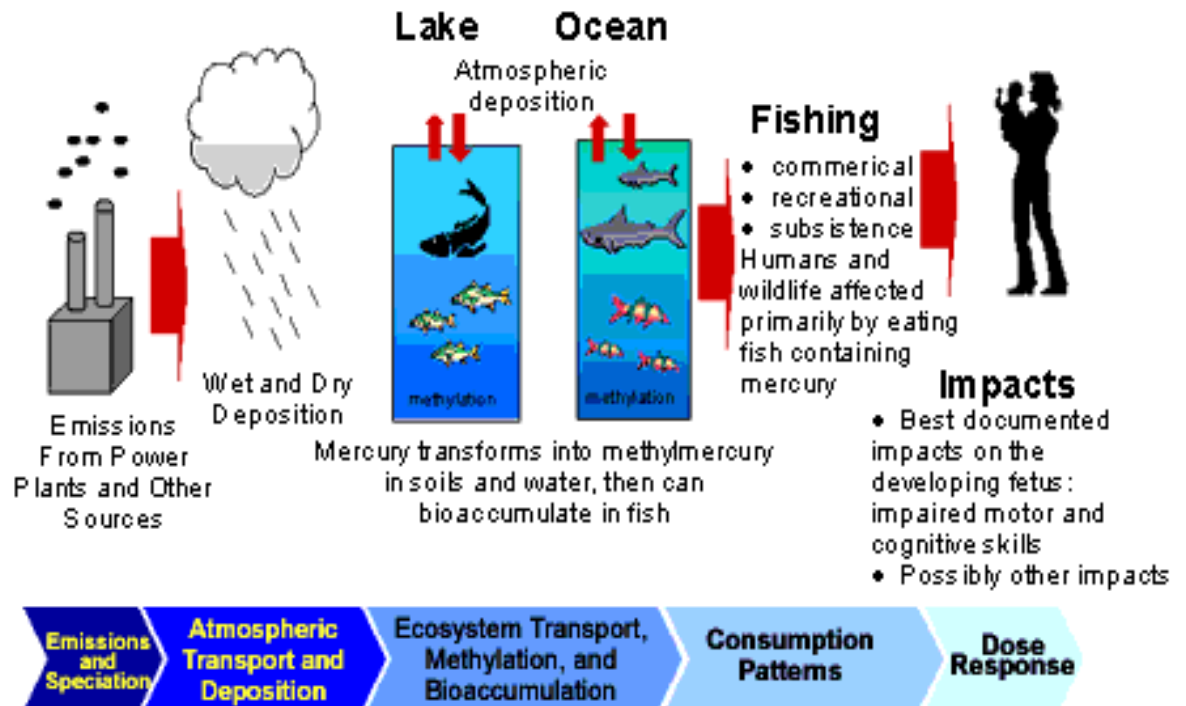 Lake
Ocean
Atmospheric
deposition
Fishing
• commerical
• recreational
• subsistence
Humans and
wildlife affected
primarily by eating
fish containing
mercury
Wet and Dry
Deposition
methylation
methylation
Emissions
From Power
Plants and Other
Sources
Mercury transforms into methylmercury
in soils and water, then can
bioaccumulate in fish
Impacts
• Best documented
impacts on the
developing fetus:
impaired motor and
cognitive skills
• Possibly other impacts
Emissions
and
Speciation
Atmospheric
Transport and
Deposition
Ecosystem Transport,
Methylation, and
Bioaccumulation
Consumption
Patterns
Dose
Response